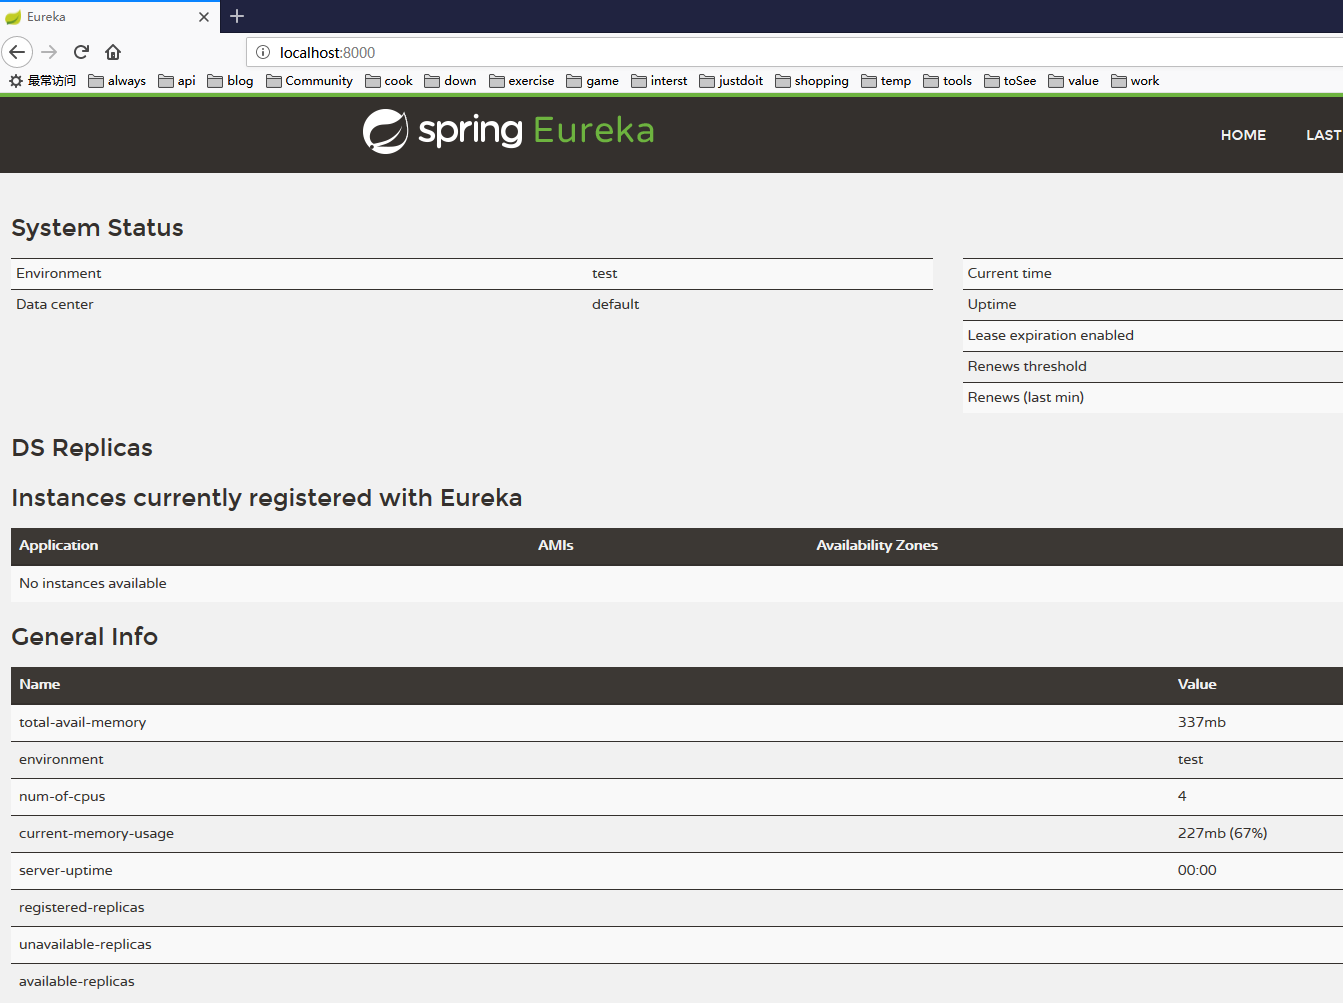 Eureka
localhost:8000
最常访问 always api blog Community cook down exercise game interst justdoit shopping temp tools toSee value work
spring Eureka
HOME LAST
System Status
Environment test
Data center default
Current time
Uptime
Lease expiration enabled
Renews threshold
Renews (last min)
DS Replicas
Instances currently registered with Eureka
Application AMIs Availability Zones
No instances available
General Info
Name Value
total-avail-memory 337mb
environment test
num-of-cpus 4
current-memory-usage 227mb (67%)
server-uptime 00:00
registered-replicas
unavailable-replicas
available-replicas